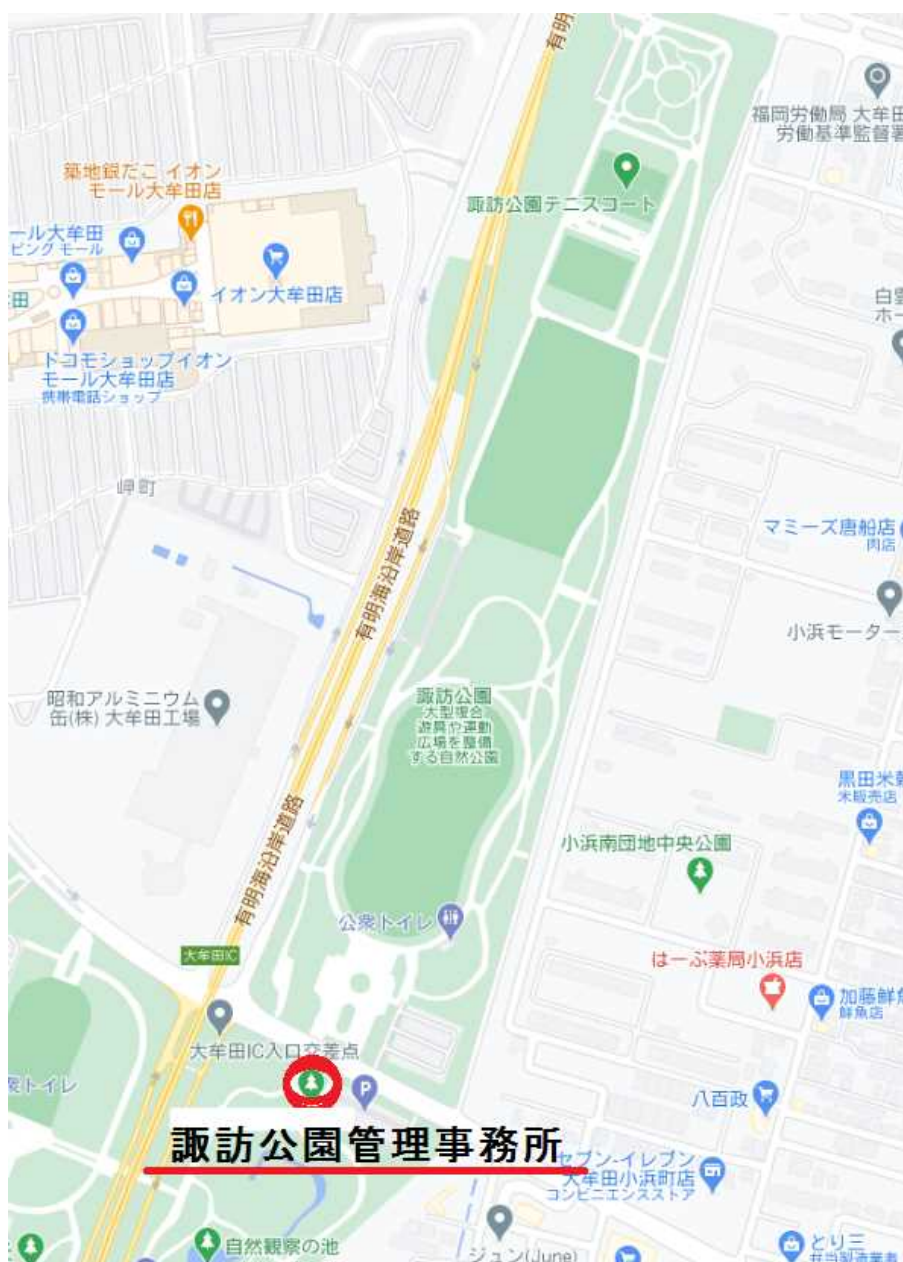 有明
福岡労働局 大牟田
労働基準監督署
築地銀だこ イオン
モール大牟田店
諏訪公園テニスコート
ール大牟田
ピング モール
イオン大牟田店
田
白雲
ホー
ドコモショップイオン
モール大牟田店
携帯電話ショップ
岬町
マミーズ唐船店
肉店
有明海沿岸道路
小浜モーター
諏訪公園
大型複合
遊具や運動
広場を整備
する自然公園
昭和アルミニウム
缶(株) 大牟田工場
黒田米穀
米販売店
有明海沿岸道路
小浜南団地中央公園
公衆トイレ
大牟田IC
はーぶ薬局小浜店
加藤鮮魚
鮮魚店
大牟田IC入口交差点
衆トイレ
P
八百政
諏訪公園管理事務所
セブン-イレブン
大牟田小浜町店
コンビニエンスストア
自然観察の池
ジュン(June)
とり三
弁当製造業者